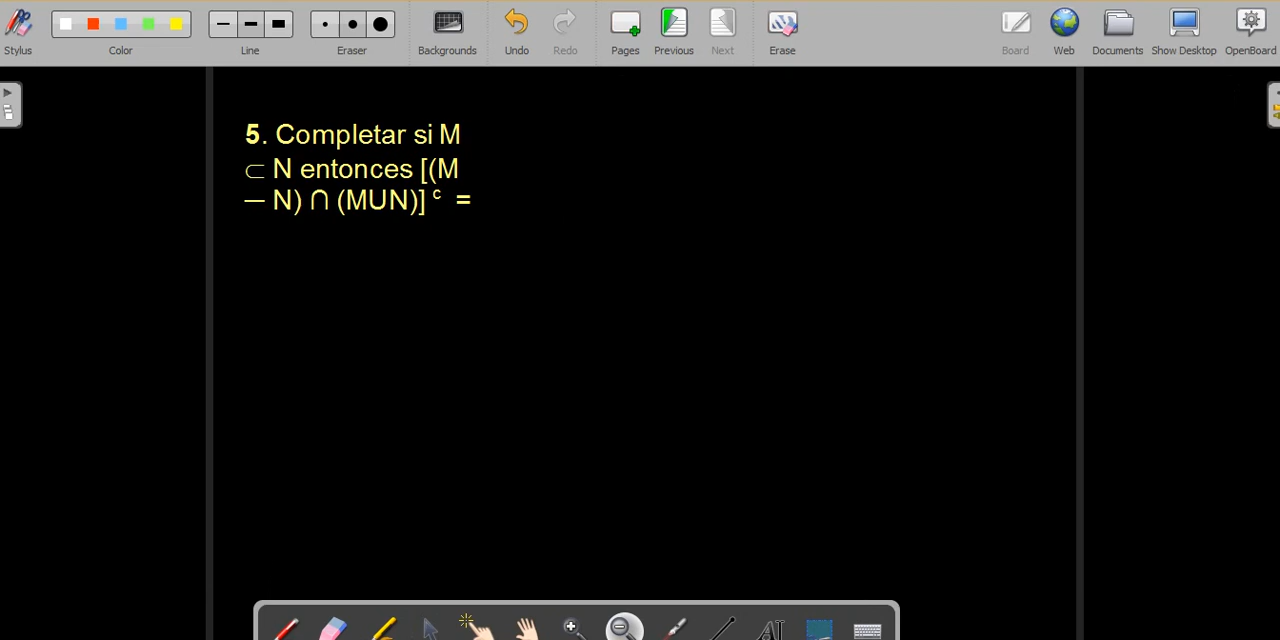 Stylus Color Line Eraser Backgrounds Undo Redo Pages Previous Next Erase Board Web Documents Show Desktop OpenBoard
5. Completar si M
⊂ N entonces [(M
— N) ∩ (MUN)] ᶜ =
AI